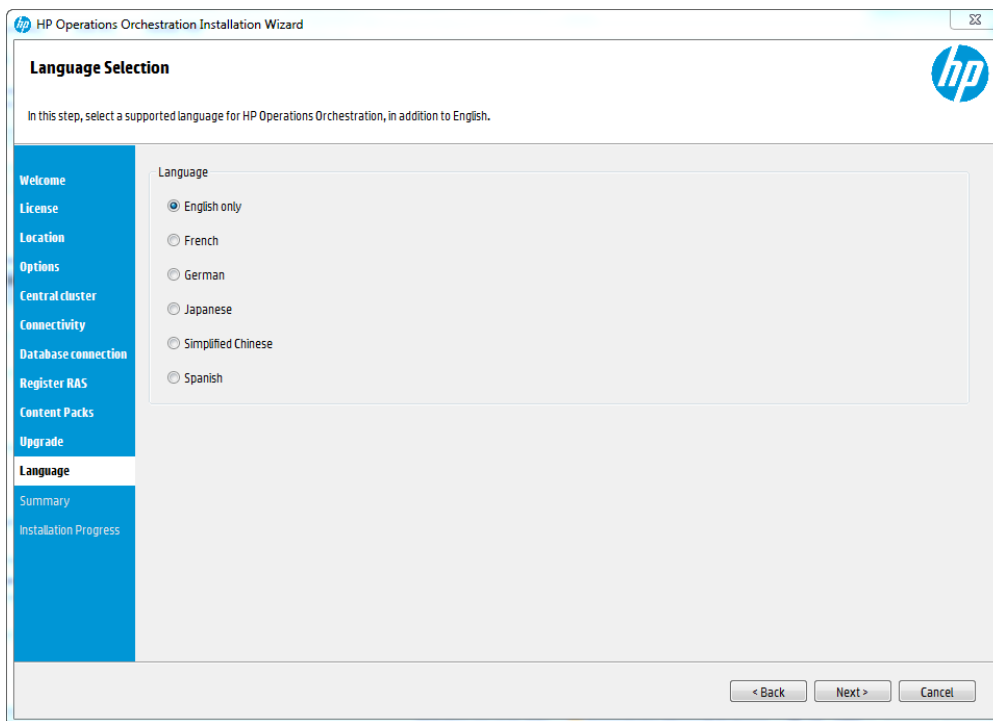 HP Operations Orchestration Installation Wizard
Language Selection
hp
In this step, select a supported language for HP Operations Orchestration, in addition to English.
Welcome
License
Location
Options
Central cluster
Connectivity
Database connection
Register RAS
Content Packs
Upgrade
Language
Summary
Installation Progress
Language
English only
French
German
Japanese
Simplified Chinese
Spanish
< Back
Next >
Cancel